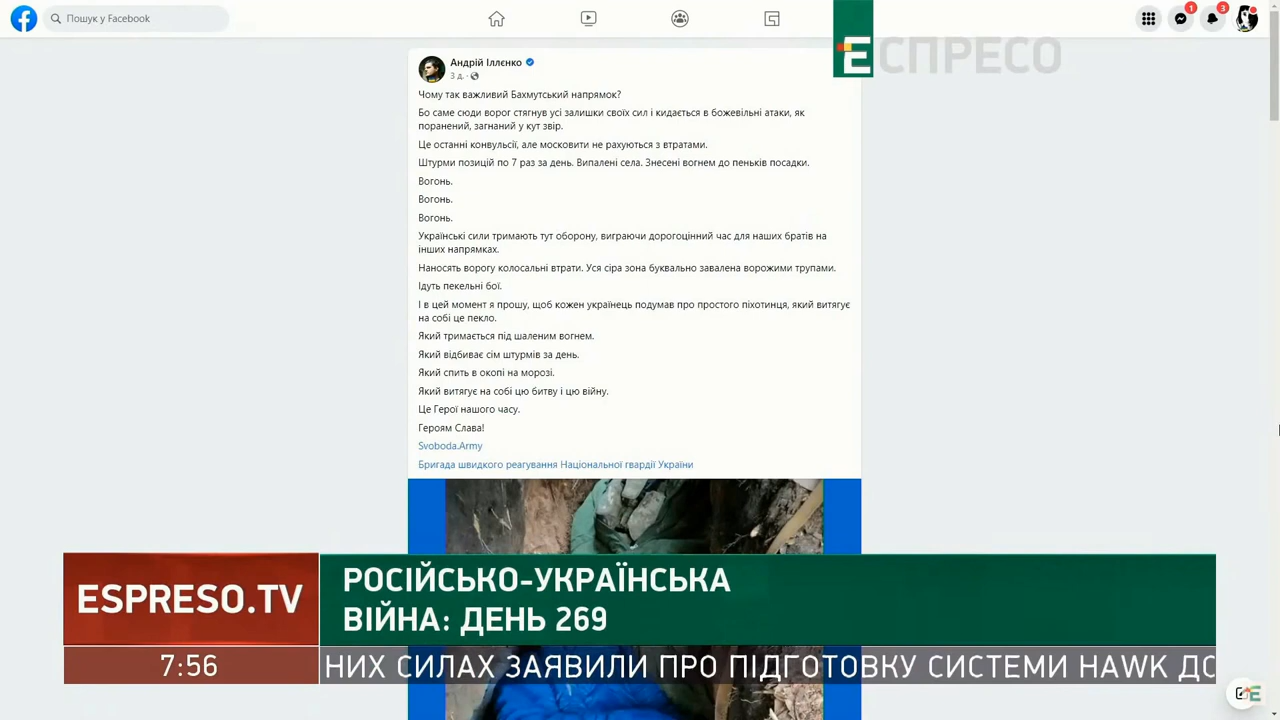 Пошук у Facebook
1
3
ЕСПРЕСО
Андрій Іллєнко
3 д. ·
Чому так важливий Бахмутський напрямок?
Бо саме сюди ворог стягнув усі залишки своїх сил і кидається в божевільні атаки, як
поранений, загнаний у кут звір.
Це останні конвульсії, але московити не рахуються з втратами.
Штурми позицій по 7 раз за день. Випалені села. Знесені вогнем до пеньків посадки.
Вогонь.
Вогонь.
Вогонь.
Українські сили тримають тут оборону, виграючи дорогоцінний час для наших братів на
інших напрямках.
Наносять ворогу колосальні втрати. Уся сіра зона буквально завалена ворожими трупами.
Ідуть пекельні бої.
І в цей момент я прошу, щоб кожен українець подумав про простого піхотинця, який витягує
на собі це пекло.
Який тримається під шаленим вогнем.
Який відбиває сім штурмів за день.
Який спить в окопі на морозі.
Який витягує на собі цю битву і цю війну.
Це Герої нашого часу.
Героям Слава!
Svoboda.Army
Бригада швидкого реагування Національної гвардії України
ESPRESO.TV
РОСІЙСЬКО-УКРАЇНСЬКА
ВІЙНА: ДЕНЬ 269
7:56
НИХ СИЛАХ ЗАЯВИЛИ ПРО ПІДГОТОВКУ СИСТЕМИ HAWK ДО